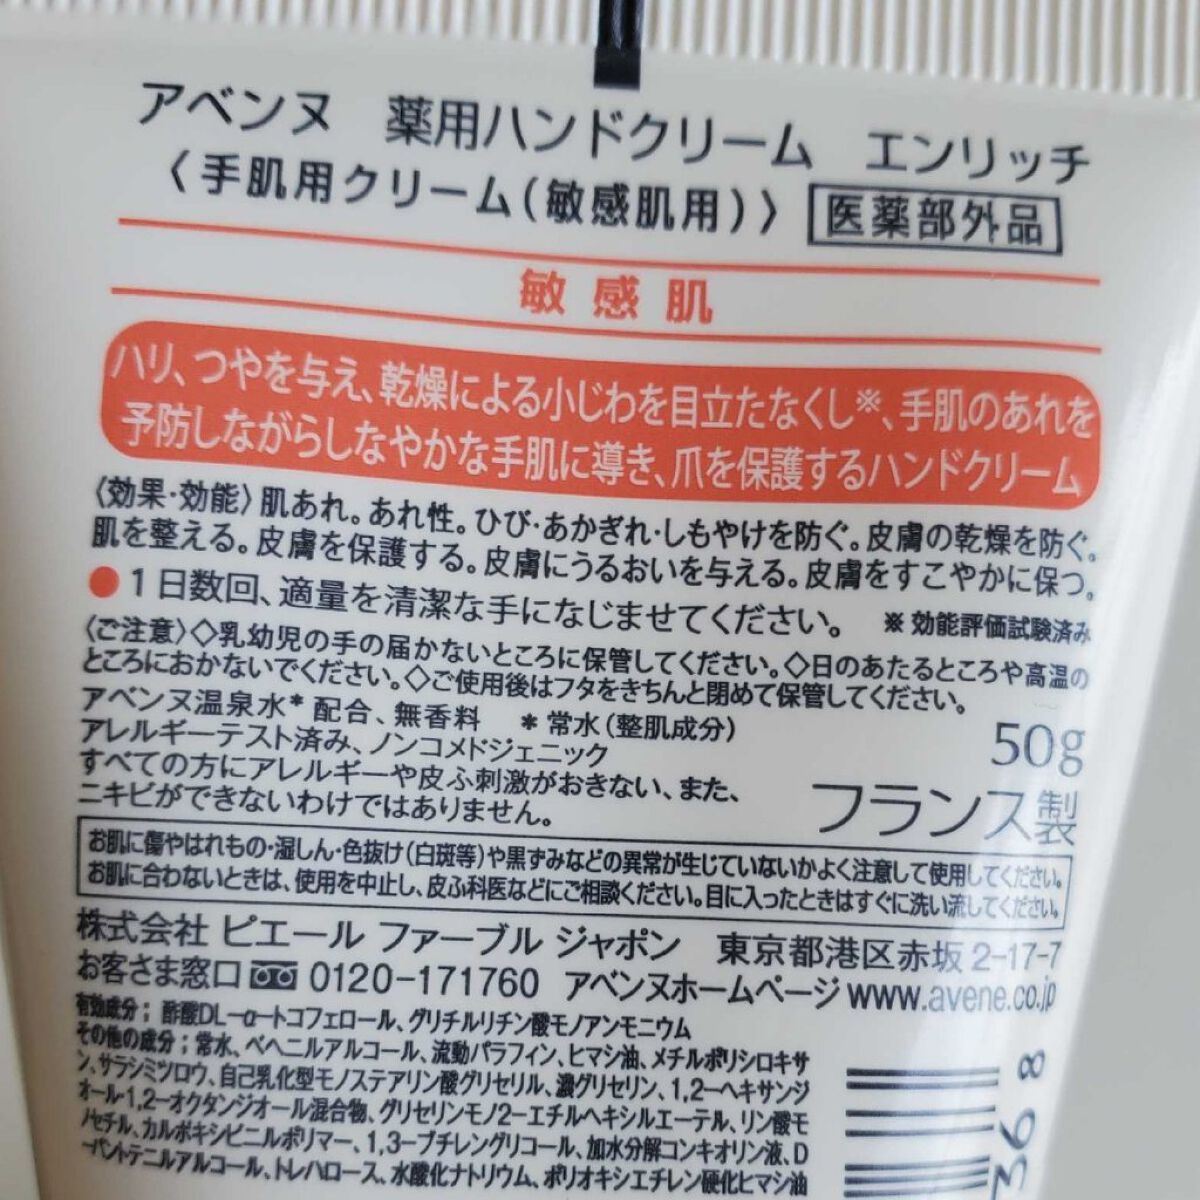 アベンヌ 薬用ハンドクリーム エンリッチ
〈手肌用クリーム(敏感肌用)〉 医薬部外品
敏感肌
ハリ、つやを与え、乾燥による小じわを目立たなくし※、手肌のあれを
予防しながらしなやかな手肌に導き、爪を保護するハンドクリーム
〈効果・効能〉肌あれ。あれ性。ひび・あかぎれ・しもやけを防ぐ。皮膚の乾燥を防ぐ。
肌を整える。皮膚を保護する。皮膚にうるおいを与える。皮膚をすこやかに保つ。
●1日数回、適量を清潔な手になじませてください。 ※効能評価試験済み
〈ご注意〉◇乳幼児の手の届かないところに保管してください。◇日のあたるところや高温の
ところにおかないでください。◇ご使用後はフタをきちんと閉めて保管してください。
アベンヌ温泉水* 配合、無香料 *常水(整肌成分)
アレルギーテスト済み、ノンコメドジェニック
すべての方にアレルギーや皮ふ刺激がおきない、また、
ニキビができないわけではありません。
50g
フランス製
お肌に傷やはれもの・湿しん・色抜け(白斑等)や黒ずみなどの異常が生じていないかよく注意して使用してください。
お肌に合わないときは、使用を中止し、皮ふ科医などにご相談ください。目に入ったときはすぐに洗い流してください。
株式会社 ピエール ファーブル ジャポン 東京都港区赤坂2-17-7
お客さま窓口 0120-171760 アベンヌホームページ www.avene.co.jp
有効成分;酢酸DL-α-トコフェロール、グリチルリチン酸モノアンモニウム
その他の成分;常水、ベヘニルアルコール、流動パラフィン、ヒマシ油、メチルポリシロキサ
ン、サラシミツロウ、自己乳化型モノステアリン酸グリセリル、濃グリセリン、1,2-ヘキサンジ
オール・1,2-オクタンジオール混合物、グリセリンモノ2-エチルヘキシルエーテル、リン酸モ
ノセチル、カルボキシビニルポリマー、1,3-ブチレングリコール、加水分解コンキオリン液、D
-パントテニルアルコール、トレハロース、水酸化ナトリウム、ポリオキシエチレン硬化ヒマシ油
36 8